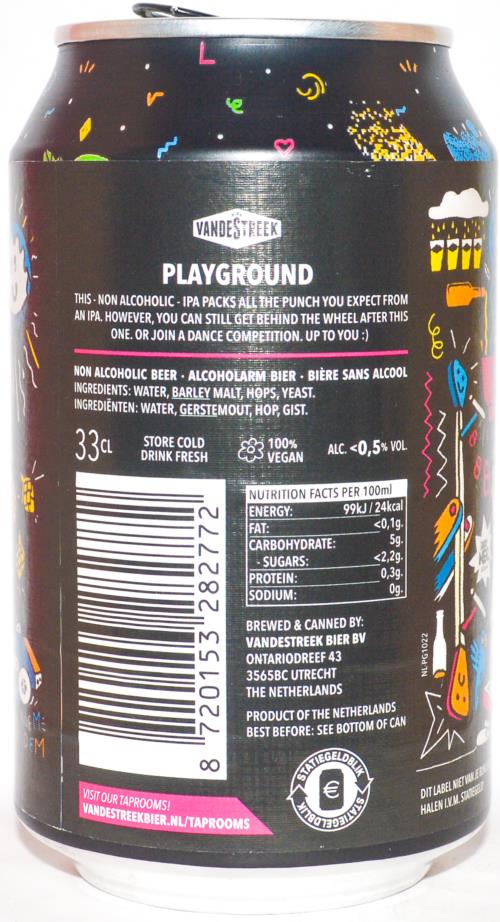 VANDESTREEK
PLAYGROUND
THIS - NON ALCOHOLIC - IPA PACKS ALL THE PUNCH YOU EXPECT FROM
AN IPA. HOWEVER, YOU CAN STILL GET BEHIND THE WHEEL AFTER THIS
ONE. OR JOIN A DANCE COMPETITION. UP TO YOU :)
NON ALCOHOLIC BEER · ALCOHOLARM BIER · BIÈRE SANS ALCOOL
INGREDIENTS: WATER, BARLEY MALT, HOPS, YEAST.
INGREDIËNTEN: WATER, GERSTEMOUT, HOP, GIST.
33CL
STORE COLD
DRINK FRESH
100%
VEGAN
ALC. <0,5% VOL.
NUTRITION FACTS PER 100ml
ENERGY: 99kJ / 24kcal
FAT: <0,1g.
CARBOHYDRATE: 5g.
- SUGARS: <2,2g.
PROTEIN: 0,3g.
SODIUM: 0g.
8 720153 282772
BREWED & CANNED BY:
VANDESTREEK BIER BV
ONTARIODREEF 43
3565BC UTRECHT
THE NETHERLANDS
PRODUCT OF THE NETHERLANDS
BEST BEFORE: SEE BOTTOM OF CAN
NL.PG1022
STATIEGELDBLIK
€
STATIEGELDBLIK
VISIT OUR TAPROOMS!
VANDESTREEKBIER.NL/TAPROOMS
DIT LABEL NIET VAN JE
HALEN I.V.M. STATIEGELD